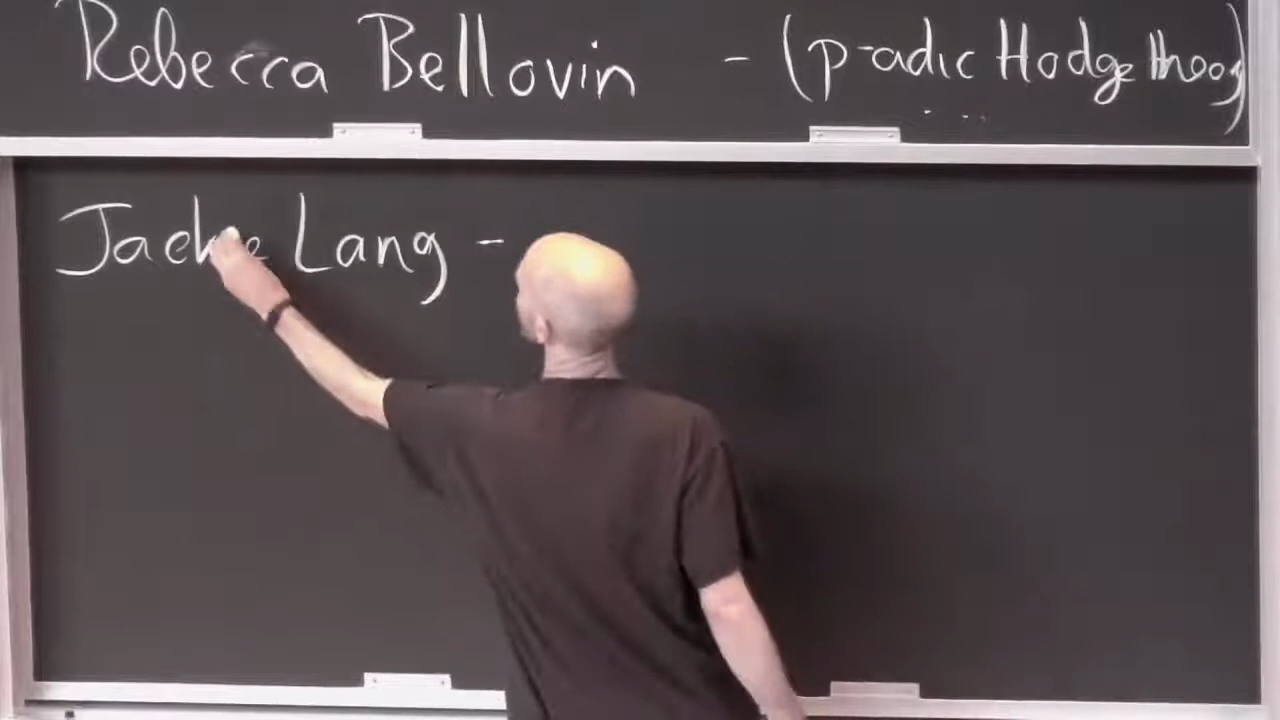 Rebecca Bellovin - (p-adic Hodge theory)
....
Jackie Lang -